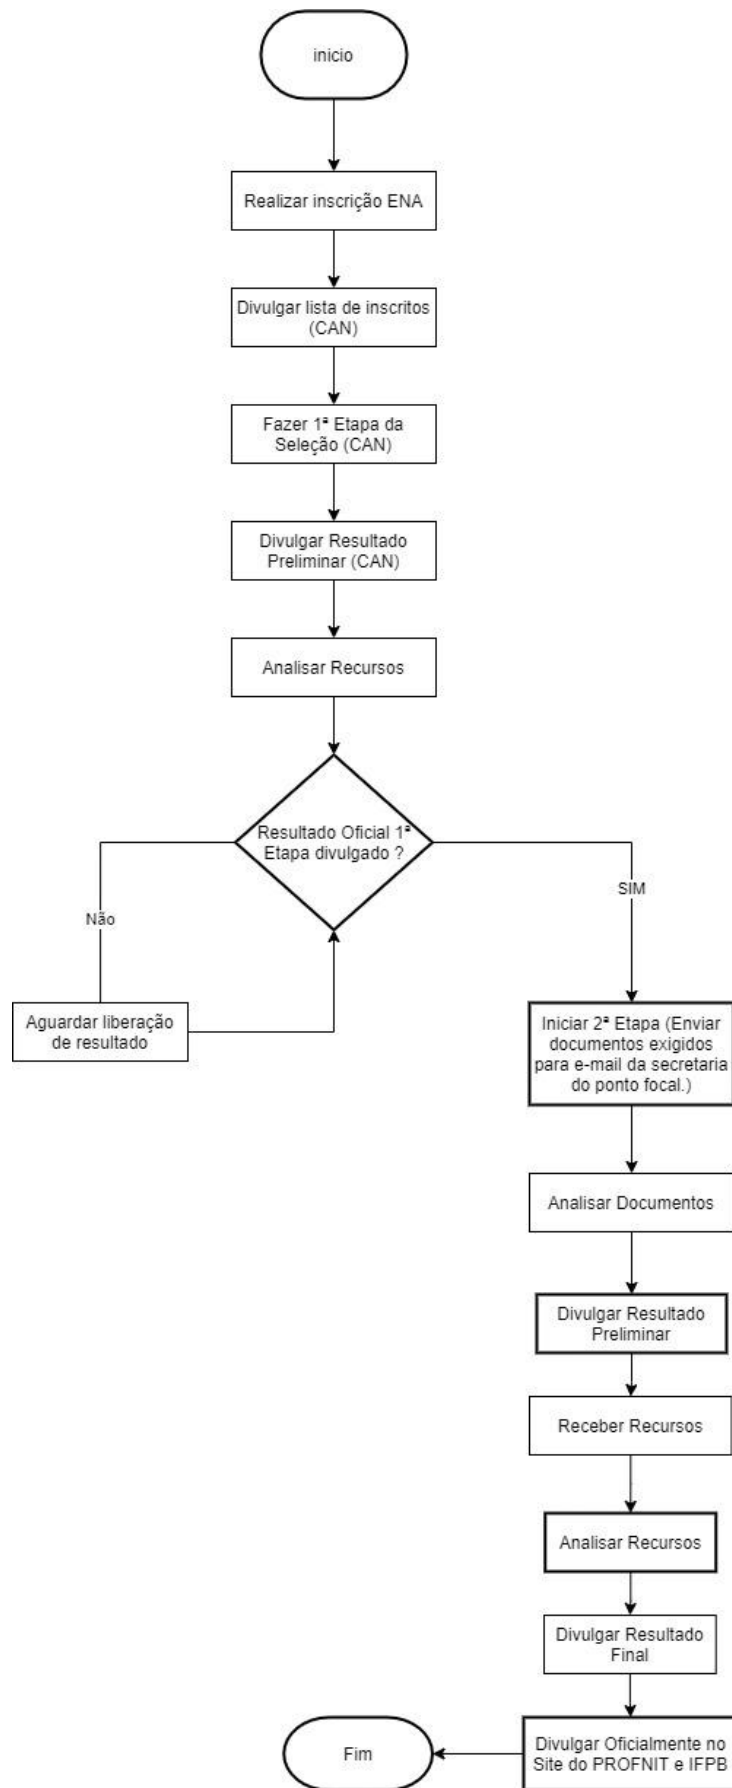 inicio
Realizar inscrição ENA
Divulgar lista de inscritos
(CAN)
Fazer 1ª Etapa da
Seleção (CAN)
Divulgar Resultado
Preliminar (CAN)
Analisar Recursos
Resultado Oficial 1ª
Etapa divulgado ?
Não
SIM
Aguardar liberação
de resultado
Iniciar 2ª Etapa (Enviar
documentos exigidos
para e-mail da secretaria
do ponto focal.)
Analisar Documentos
Divulgar Resultado
Preliminar
Receber Recursos
Analisar Recursos
Divulgar Resultado
Final
Divulgar Oficialmente no
Site do PROFNIT e IFPB
Fim